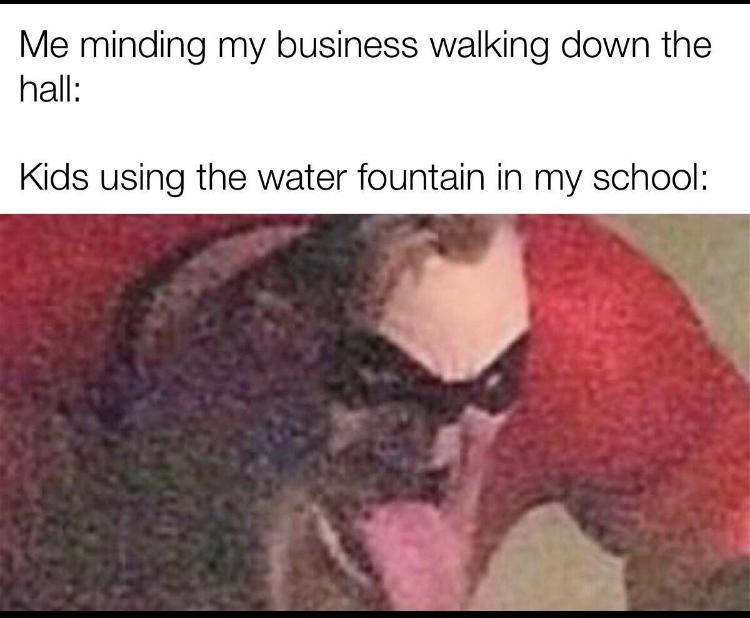 Me minding my business walking down the
hall:
Kids using the water fountain in my school: